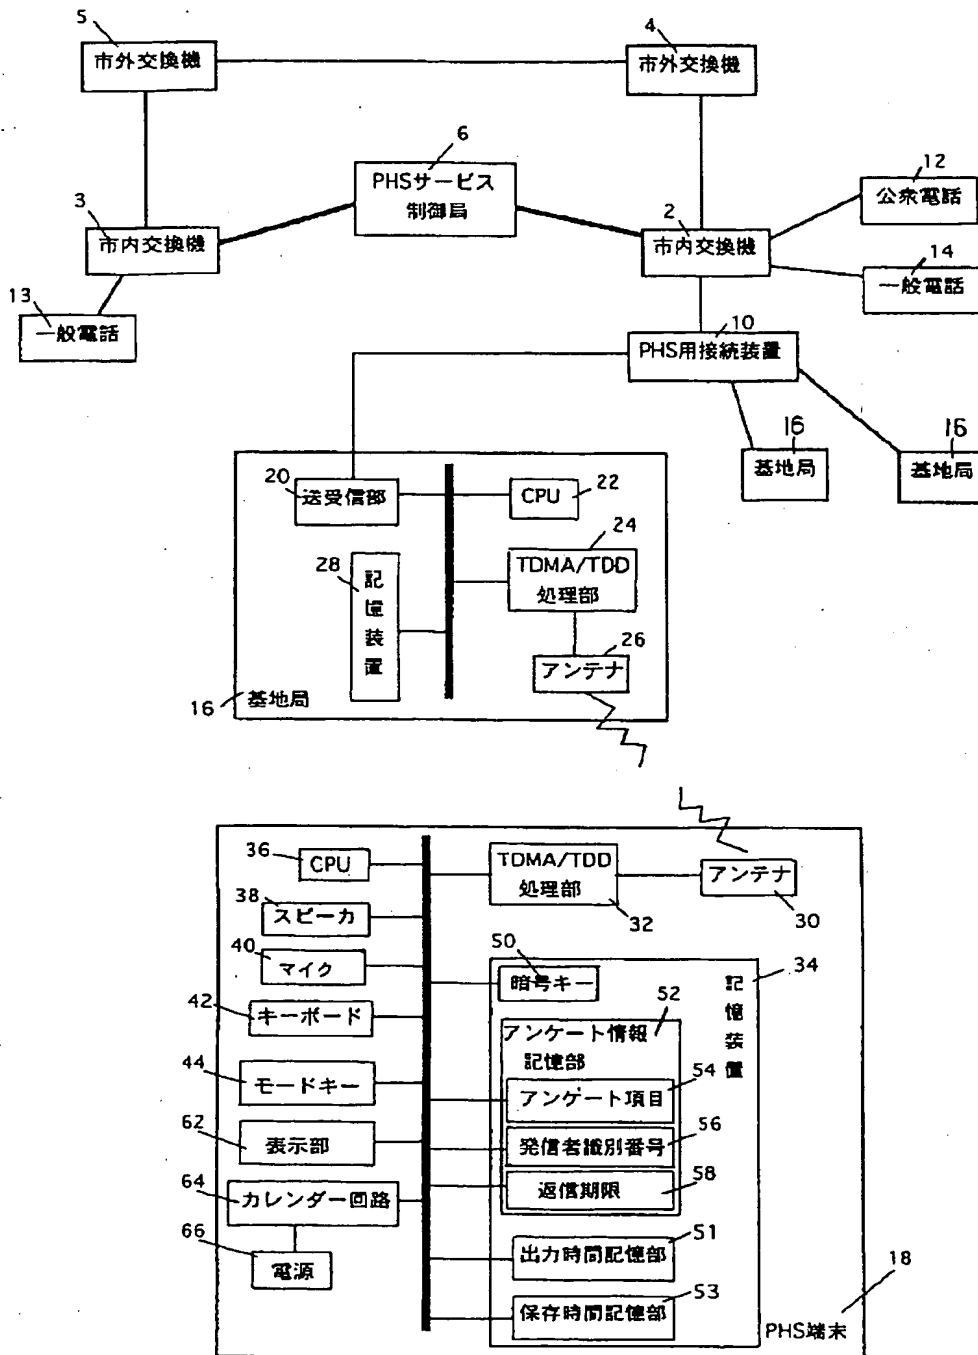 5
市外交換機
4
市外交換機
6
PHSサービス
制御局
12
公衆電話
3
市内交換機
2
市内交換機
14
一般電話
13
一般電話
10
PHS用接続装置
16
基地局
16
基地局
20
送受信部
CPU
22
24
TDMA/TDD
処理部
28
記憶装置
26
アンテナ
16
基地局
36
CPU
TDMA/TDD
処理部
32
アンテナ
30
38
スピーカ
40
マイク
50
暗号キー
34
記憶装置
42
キーボード
52
アンケート情報
記憶部
44
モードキー
54
アンケート項目
62
表示部
56
発信者識別番号
58
返信期限
64
カレンダー回路
66
電源
51
出力時間記憶部
53
保存時間記憶部
18
PHS端末